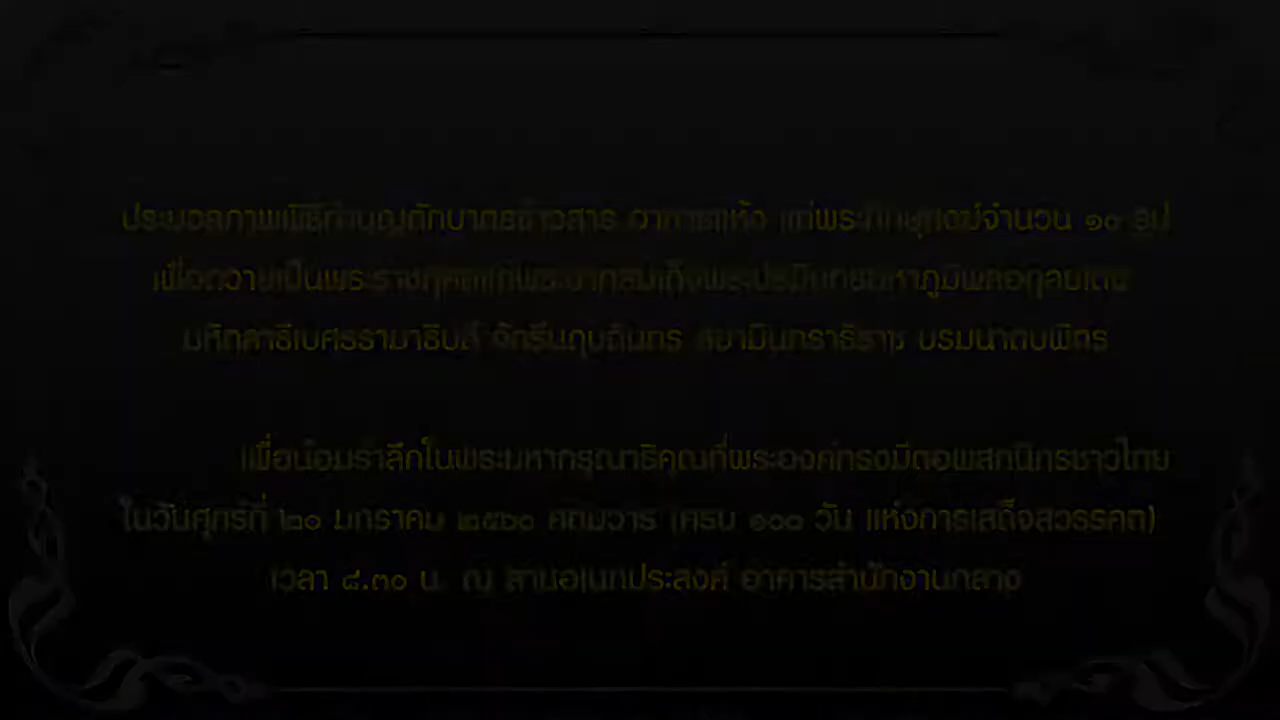 ประมวลภาพพิธีทำบุญตักบาตรข้าวสาร อาหารแห้ง แด่พระภิกษุสงฆ์จำนวน ๑๐ รูป
เพื่อถวายเป็นพระราชกุศลแด่พระบาทสมเด็จพระปรมินทรมหาภูมิพลอดุลยเดช
มหิตลาธิเบศรรามาธิบดี จักรีนฤบดินทร สยามินทราธิราช บรมนาถบพิตร
เพื่อน้อมรำลึกในพระมหากรุณาธิคุณที่พระองค์ทรงมีต่อพสกนิกรชาวไทย
ในวันศุกร์ที่ ๒๐ มกราคม ๒๕๖๐ ศตมวาร (ครบ ๑๐๐ วัน แห่งการเสด็จสวรรคต)
เวลา ๘.๓๐ น. ณ ลานอเนกประสงค์ อาคารสำนักงานกลาง